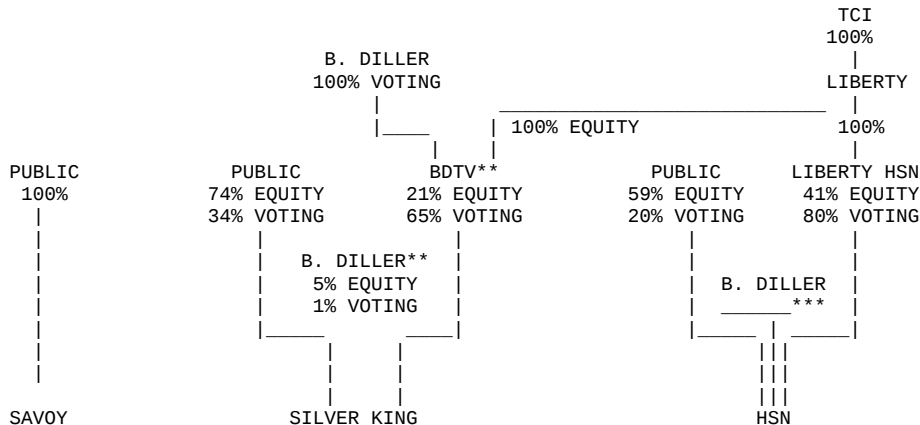 TCI
100%
B. DILLER
100% VOTING LIBERTY
100% EQUITY 100%
PUBLIC PUBLIC BDTV** PUBLIC LIBERTY HSN
100% 74% EQUITY 21% EQUITY 59% EQUITY 41% EQUITY
34% VOTING 65% VOTING 20% VOTING 80% VOTING
B. DILLER** B. DILLER
5% EQUITY ***
1% VOTING
SAVOY SILVER KING HSN